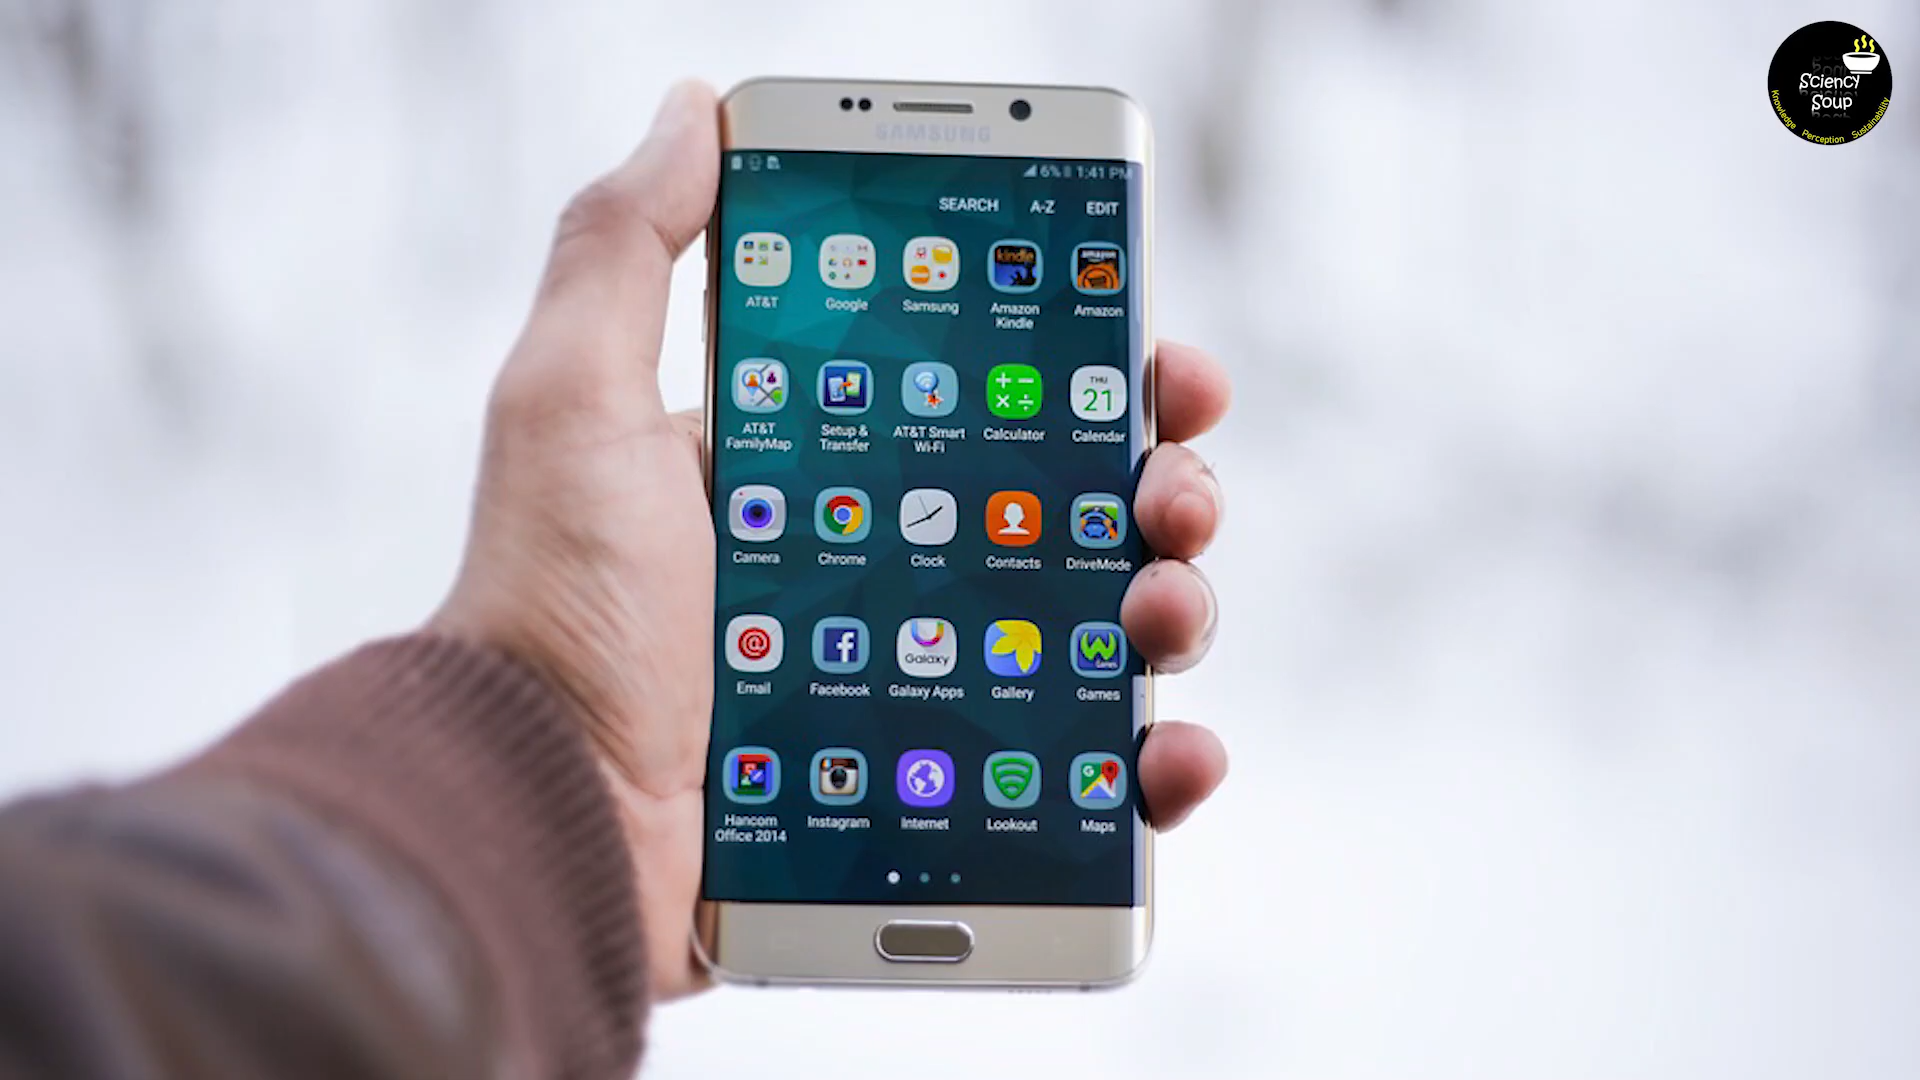 Sciency
Soup
Knowledge Perception Sustainability
SAMSUNG
6% 1:41 PM
SEARCH A-Z EDIT
kindle amazon
AT&T Google Samsung Amazon Kindle Amazon
THU
21
AT&T FamilyMap Setup & Transfer AT&T Smart Wi-Fi Calculator Calendar
Camera Chrome Clock Contacts DriveMode
Galaxy Games
Email Facebook Galaxy Apps Gallery Games
Hancom Office 2014 Instagram Internet Lookout Maps